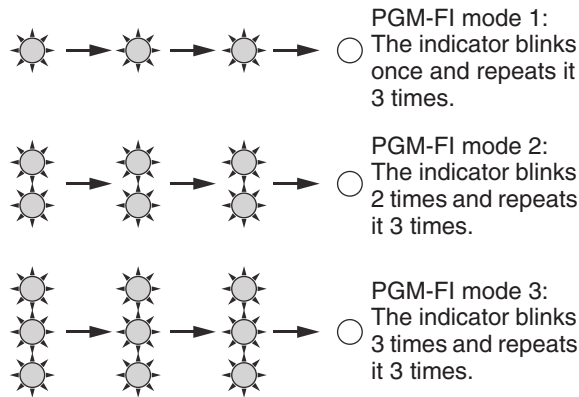 PGM-FI mode 1:
The indicator blinks
once and repeats it
3 times.
PGM-FI mode 2:
The indicator blinks
2 times and repeats
it 3 times.
PGM-FI mode 3:
The indicator blinks
3 times and repeats
it 3 times.